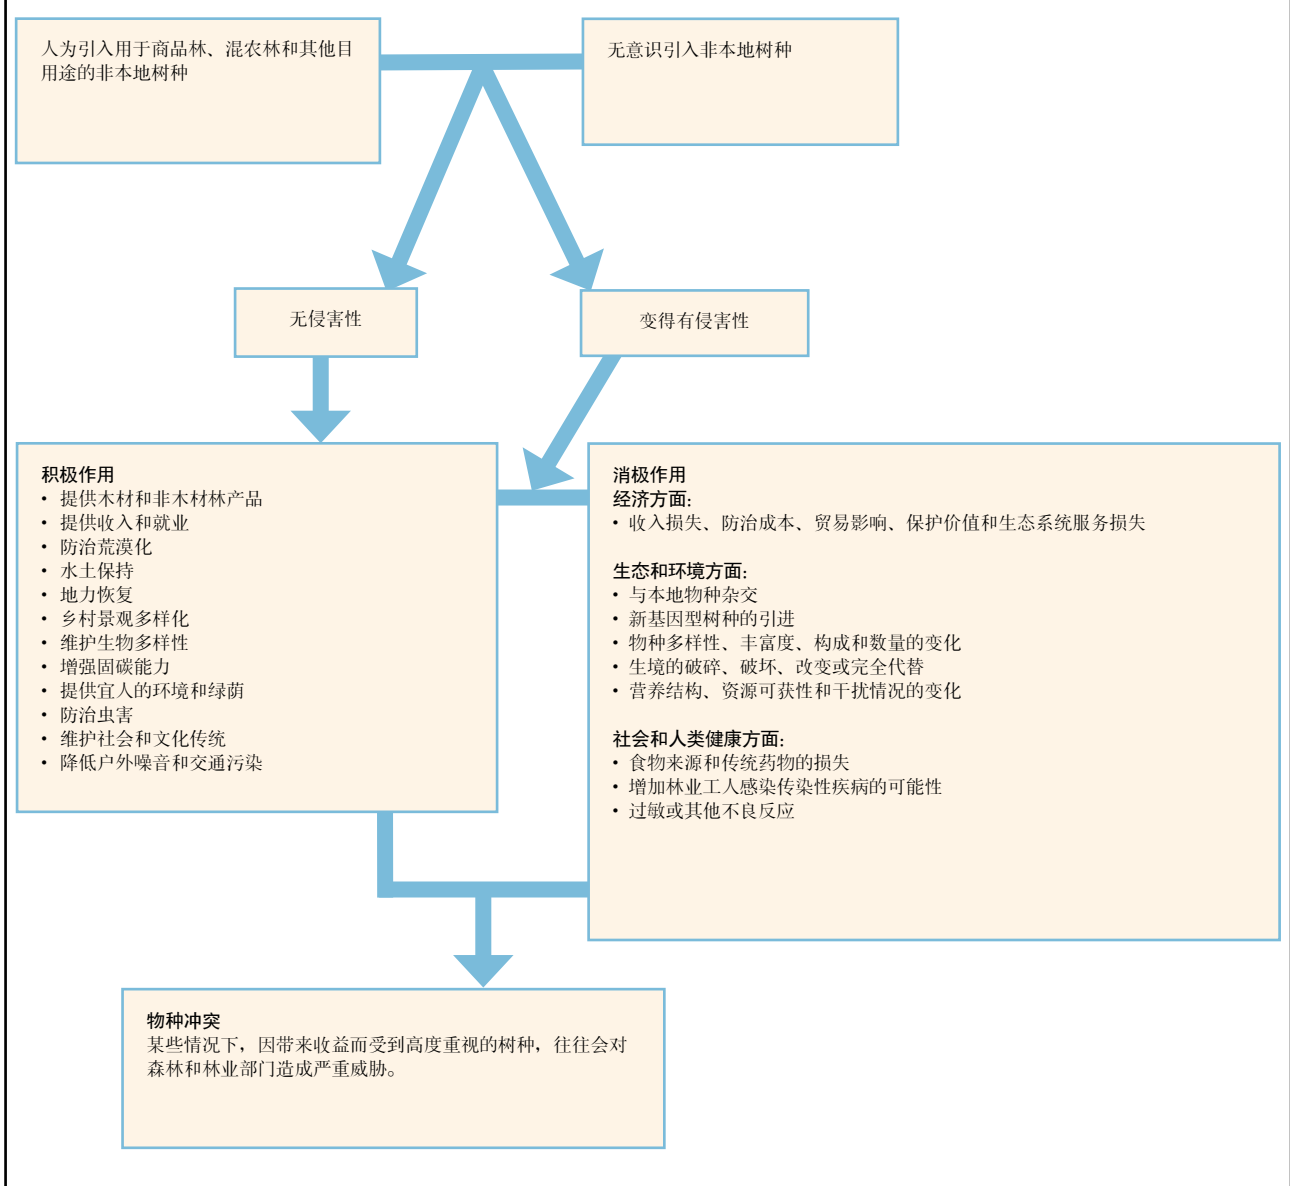 人为引入用于商品林、混农林和其他目
用途的非本地树种
无意识引入非本地树种
无侵害性
变得有侵害性
积极作用
• 提供木材和非木材林产品
• 提供收入和就业
• 防治荒漠化
• 水土保持
• 地力恢复
• 乡村景观多样化
• 维护生物多样性
• 增强固碳能力
• 提供宜人的环境和绿荫
• 防治虫害
• 维护社会和文化传统
• 降低户外噪音和交通污染
消极作用
经济方面:
• 收入损失、防治成本、贸易影响、保护价值和生态系统服务损失
生态和环境方面:
• 与本地物种杂交
• 新基因型树种的引进
• 物种多样性、丰富度、构成和数量的变化
• 生境的破碎、破坏、改变或完全代替
• 营养结构、资源可获性和干扰情况的变化
社会和人类健康方面:
• 食物来源和传统药物的损失
• 增加林业工人感染传染性疾病的可能性
• 过敏或其他不良反应
物种冲突
某些情况下，因带来收益而受到高度重视的树种，往往会对
森林和林业部门造成严重威胁。